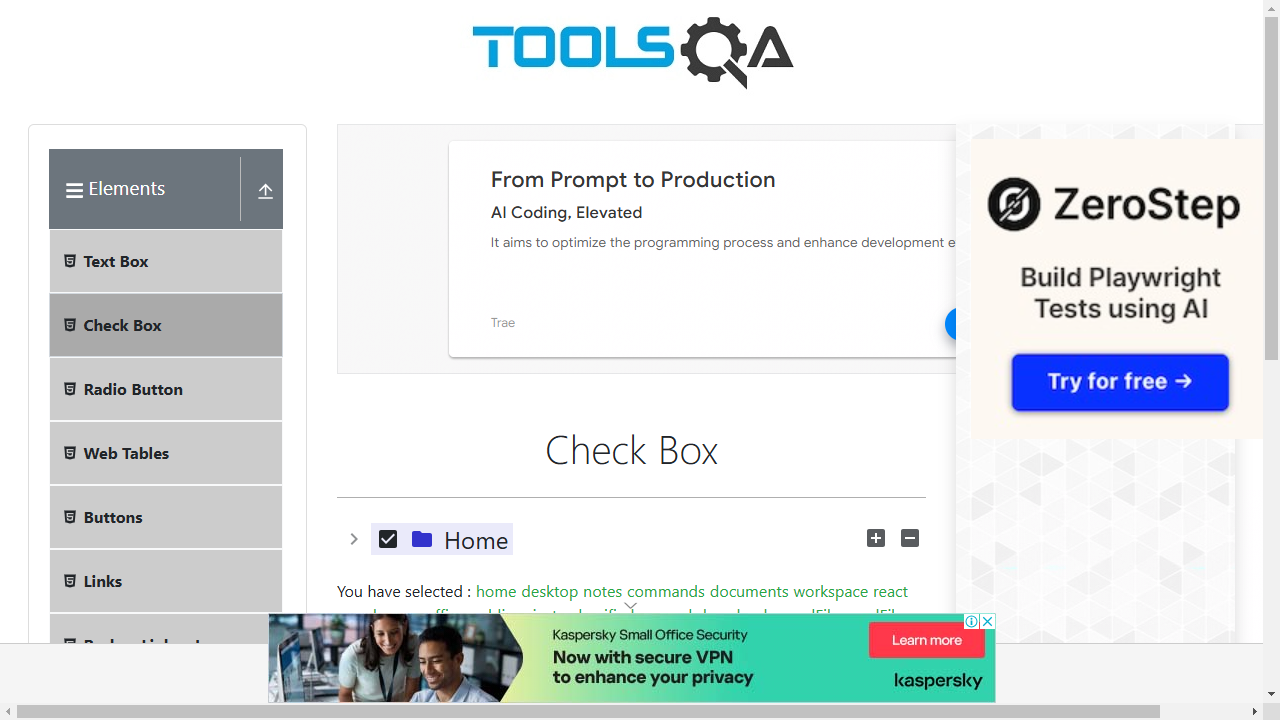 TOOLSQA
Elements
Text Box
Check Box
Radio Button
Web Tables
Buttons
Links
From Prompt to Production
AI Coding, Elevated
It aims to optimize the programming process and enhance development e
Trae
ZeroStep
Build Playwright
Tests using AI
Try for free →
Check Box
Home
You have selected : home desktop notes commands documents workspace react
Kaspersky Small Office Security
Now with secure VPN
to enhance your privacy
Learn more
kaspersky